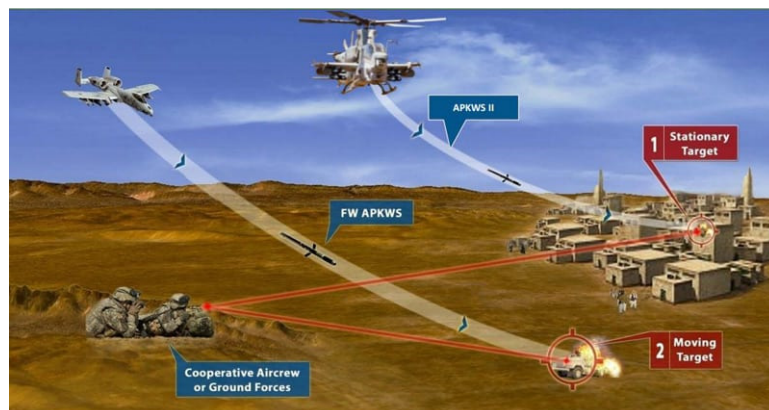 APKWS II
1 Stationary
Target
FW APKWS
2 Moving
Target
Cooperative Aircrew
or Ground Forces